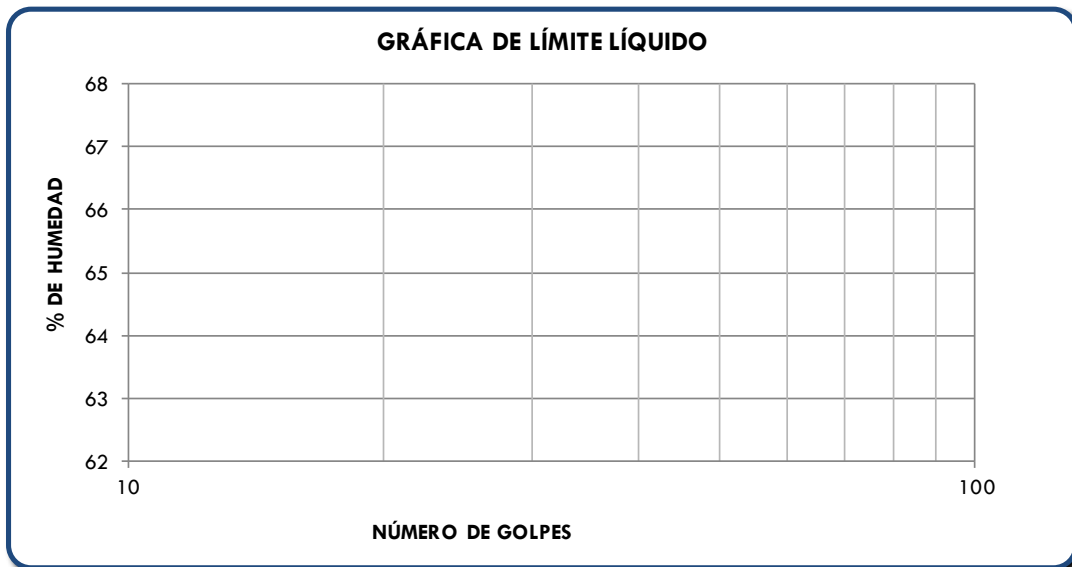 GRÁFICA DE LÍMITE LÍQUIDO
% DE HUMEDAD
68
67
66
65
64
63
62
10 100
NÚMERO DE GOLPES